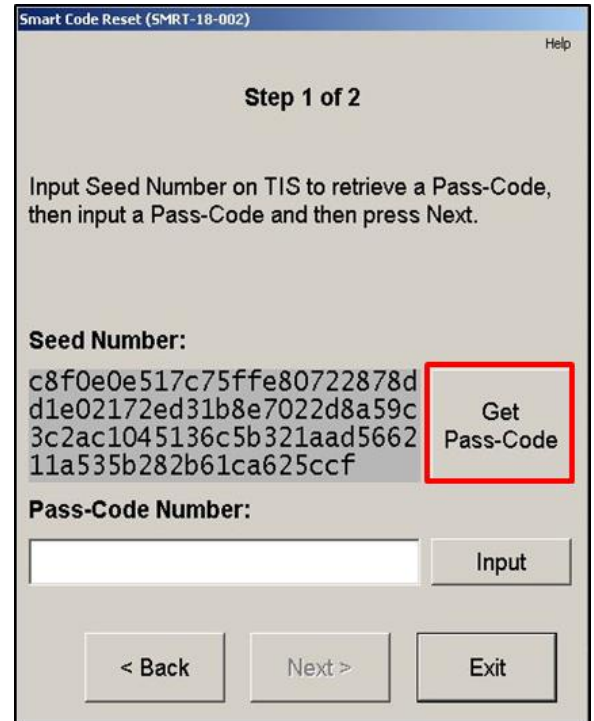 Smart Code Reset (SMRT-18-002)
Help
Step 1 of 2
Input Seed Number on TIS to retrieve a Pass-Code,
then input a Pass-Code and then press Next.
Seed Number:
c8f0e0e517c75ffe80722878d
d1e02172ed31b8e7022d8a59c
3c2ac1045136c5b321aad5662
11a535b282b61ca625ccf
Get
Pass-Code
Pass-Code Number:
Input
< Back
Next >
Exit